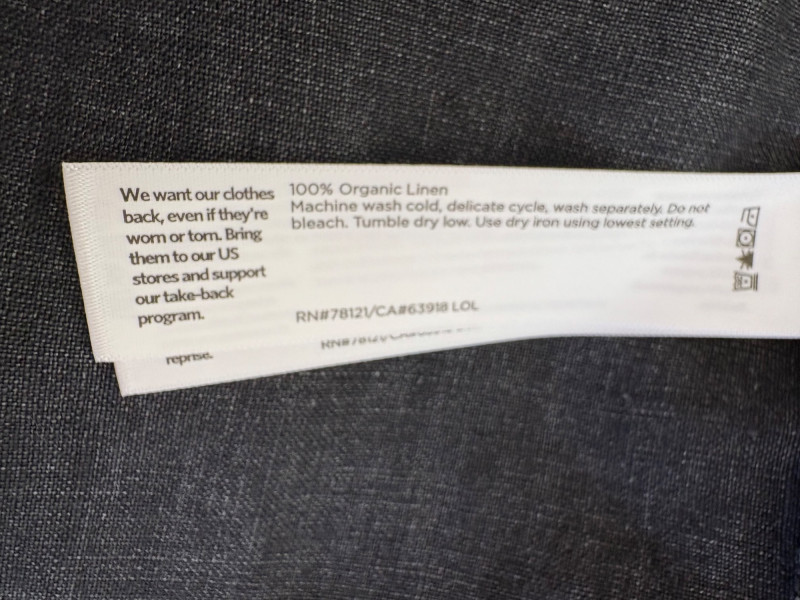 We want our clothes
back, even if they're
worn or torn. Bring
them to our US
stores and support
our take-back
program.
100% Organic Linen
Machine wash cold, delicate cycle, wash separately. Do not
bleach. Tumble dry low. Use dry iron using lowest setting.
RN#78121/CA#63918 LOL
reprise.